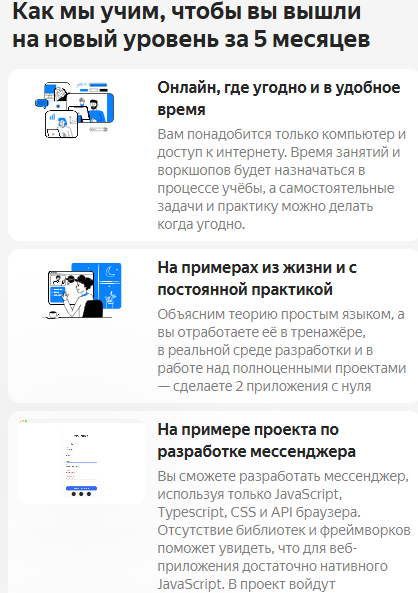 Как мы учим, чтобы вы вышли
на новый уровень за 5 месяцев
Онлайн, где угодно и в удобное
время
Вам понадобится только компьютер и
доступ к интернету. Время занятий и
воркшопов будет назначаться в
процессе учёбы, а самостоятельные
задачи и практику можно делать
когда угодно.
На примерах из жизни и с
постоянной практикой
Объясним теорию простым языком, а
вы отработаете её в тренажёре,
в реальной среде разработки и в
работе над полноценными проектами
— сделаете 2 приложения с нуля
На примере проекта по
разработке мессенджера
Вы сможете разработать мессенджер,
используя только JavaScript,
Typescript, CSS и API браузера.
Отсутствие библиотек и фреймворков
поможет увидеть, что для веб-
приложения достаточно нативного
JavaScript. В проект войдут